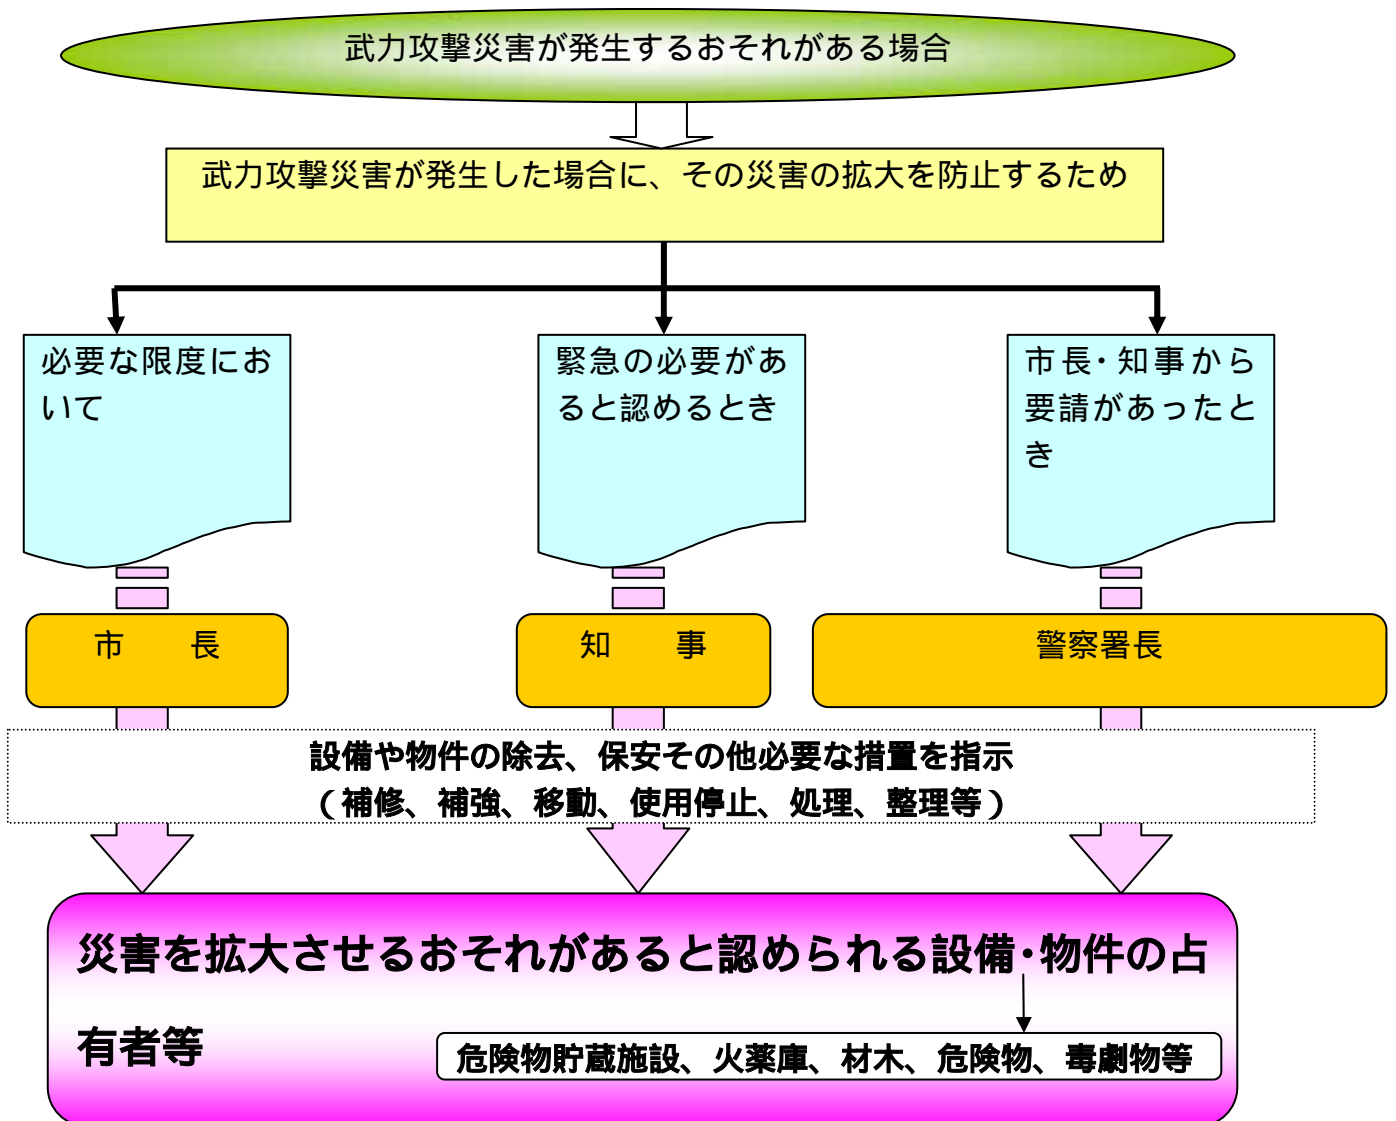 武力攻撃災害が発生するおそれがある場合
武力攻撃災害が発生した場合に、その災害の拡大を防止するため
必要な限度にお
いて
緊急の必要があ
ると認めるとき
市長・知事から
要請があったと
き
市　　長
知　　事
警察署長
設備や物件の除去、保安その他必要な措置を指示
（補修、補強、移動、使用停止、処理、整理等）
災害を拡大させるおそれがあると認められる設備・物件の占
有者等
危険物貯蔵施設、火薬庫、材木、危険物、毒劇物等